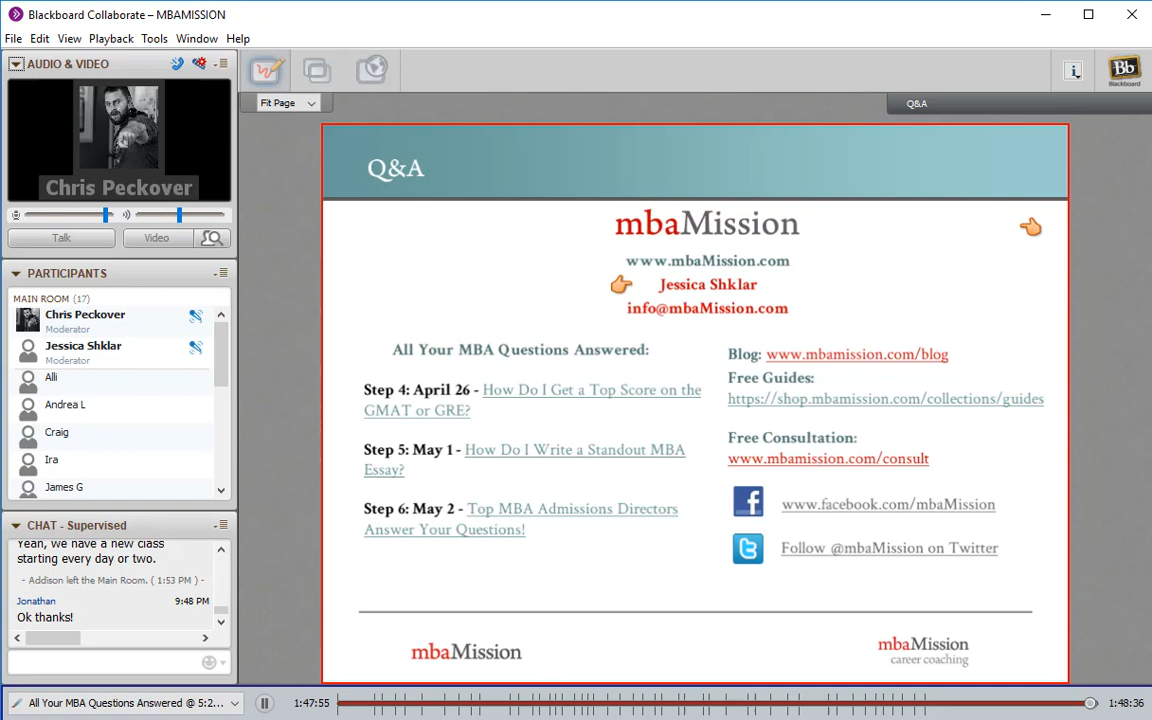 Blackboard Collaborate – MBAMISSION
File Edit View Playback Tools Window Help
AUDIO & VIDEO
Chris Peckover
Talk
Video
PARTICIPANTS
MAIN ROOM (17)
Chris Peckover
Moderator
Jessica Shklar
Moderator
Alli
Andrea L
Craig
Ira
James G
CHAT - Supervised
Yeah, we have a new class
starting every day or two.
- Addison left the Main Room. ( 1:53 PM ) -
Jonathan 9:48 PM
Ok thanks!
Fit Page
i
Bb
Blackboard
Q&A
Q&A
mbaMission
www.mbaMission.com
Jessica Shklar
info@mbaMission.com
All Your MBA Questions Answered:
Step 4: April 26 - How Do I Get a Top Score on the
GMAT or GRE?
Step 5: May 1 - How Do I Write a Standout MBA
Essay?
Step 6: May 2 - Top MBA Admissions Directors
Answer Your Questions!
Blog: www.mbamission.com/blog
Free Guides:
https://shop.mbamission.com/collections/guides
Free Consultation:
www.mbamission.com/consult
www.facebook.com/mbaMission
Follow @mbaMission on Twitter
mbaMission
mbaMission
career coaching
All Your MBA Questions Answered @ 5:2...
1:47:55
1:48:36